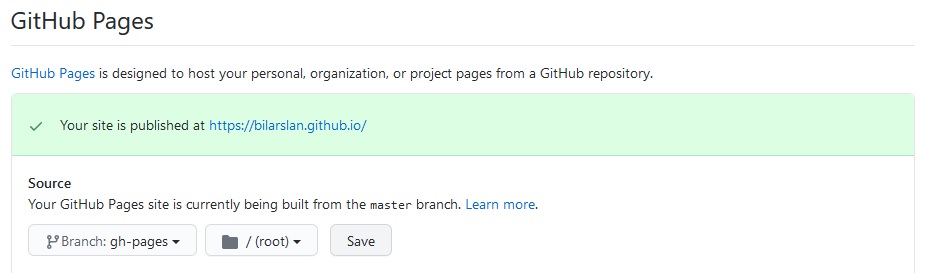 GitHub Pages
GitHub Pages is designed to host your personal, organization, or project pages from a GitHub repository.
Your site is published at https://bilarslan.github.io/
Source
Your GitHub Pages site is currently being built from the master branch. Learn more.
Branch: gh-pages / (root) Save